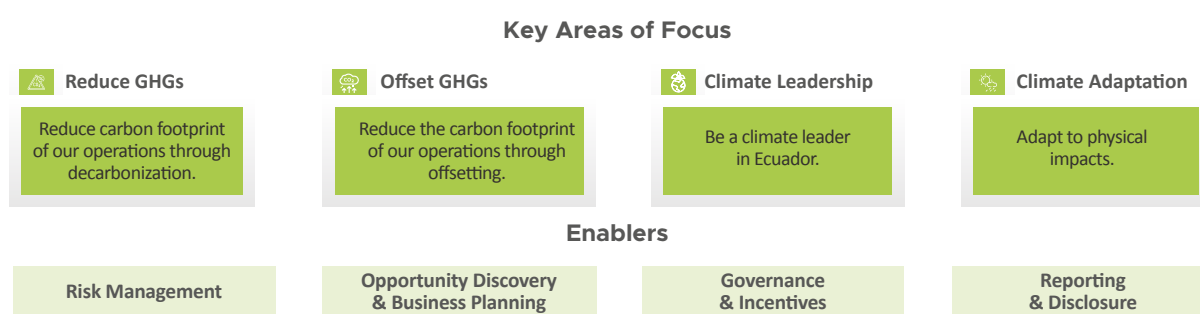 Key Areas of Focus
Reduce GHGs
Reduce carbon footprint
of our operations through
decarbonization.
Offset GHGs
Reduce the carbon footprint
of our operations through
offsetting.
Climate Leadership
Be a climate leader
in Ecuador.
Climate Adaptation
Adapt to physical
impacts.
Enablers
Risk Management
Opportunity Discovery
& Business Planning
Governance
& Incentives
Reporting
& Disclosure